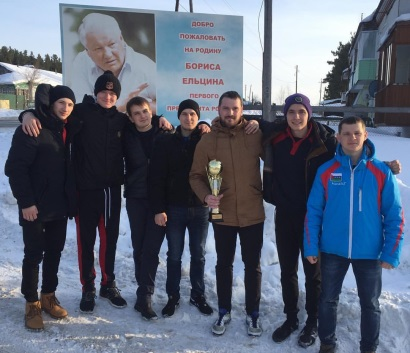 ДОБРО
ПОЖАЛОВАТЬ
НА РОДИНУ
БОРИСА
ЕЛЬЦИНА
ПЕРВОГО